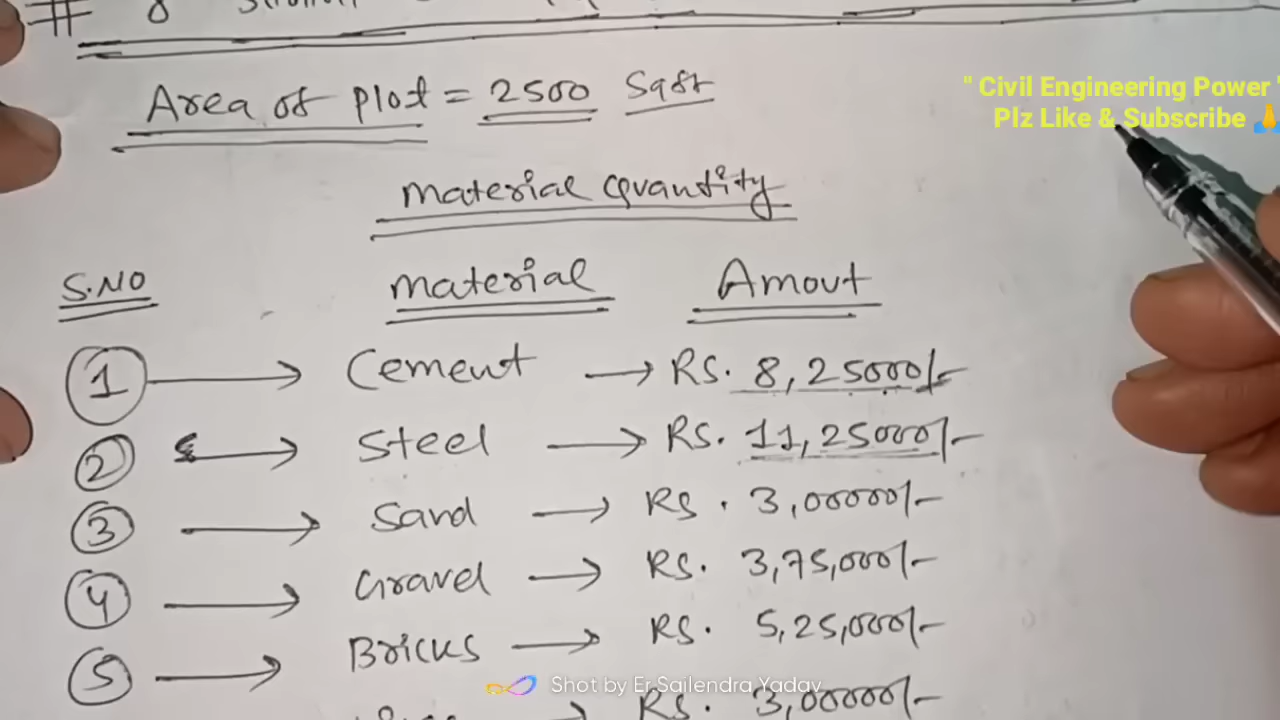 # 8
Area of plot = 2500 Sqft
" Civil Engineering Power "
Plz Like & Subscribe 🙏
Material Quantity
S.NO Material Amout
1 → Cement → RS. 8,25000/-
2 → Steel → RS. 11,25000/-
3 → Sand → RS. 3,00000/-
4 → Gravel → RS. 3,75,000/-
5 → Bricks → RS. 5,25,000/-
Shot by Er Sailendra Yadav
RS. 3,00000/-